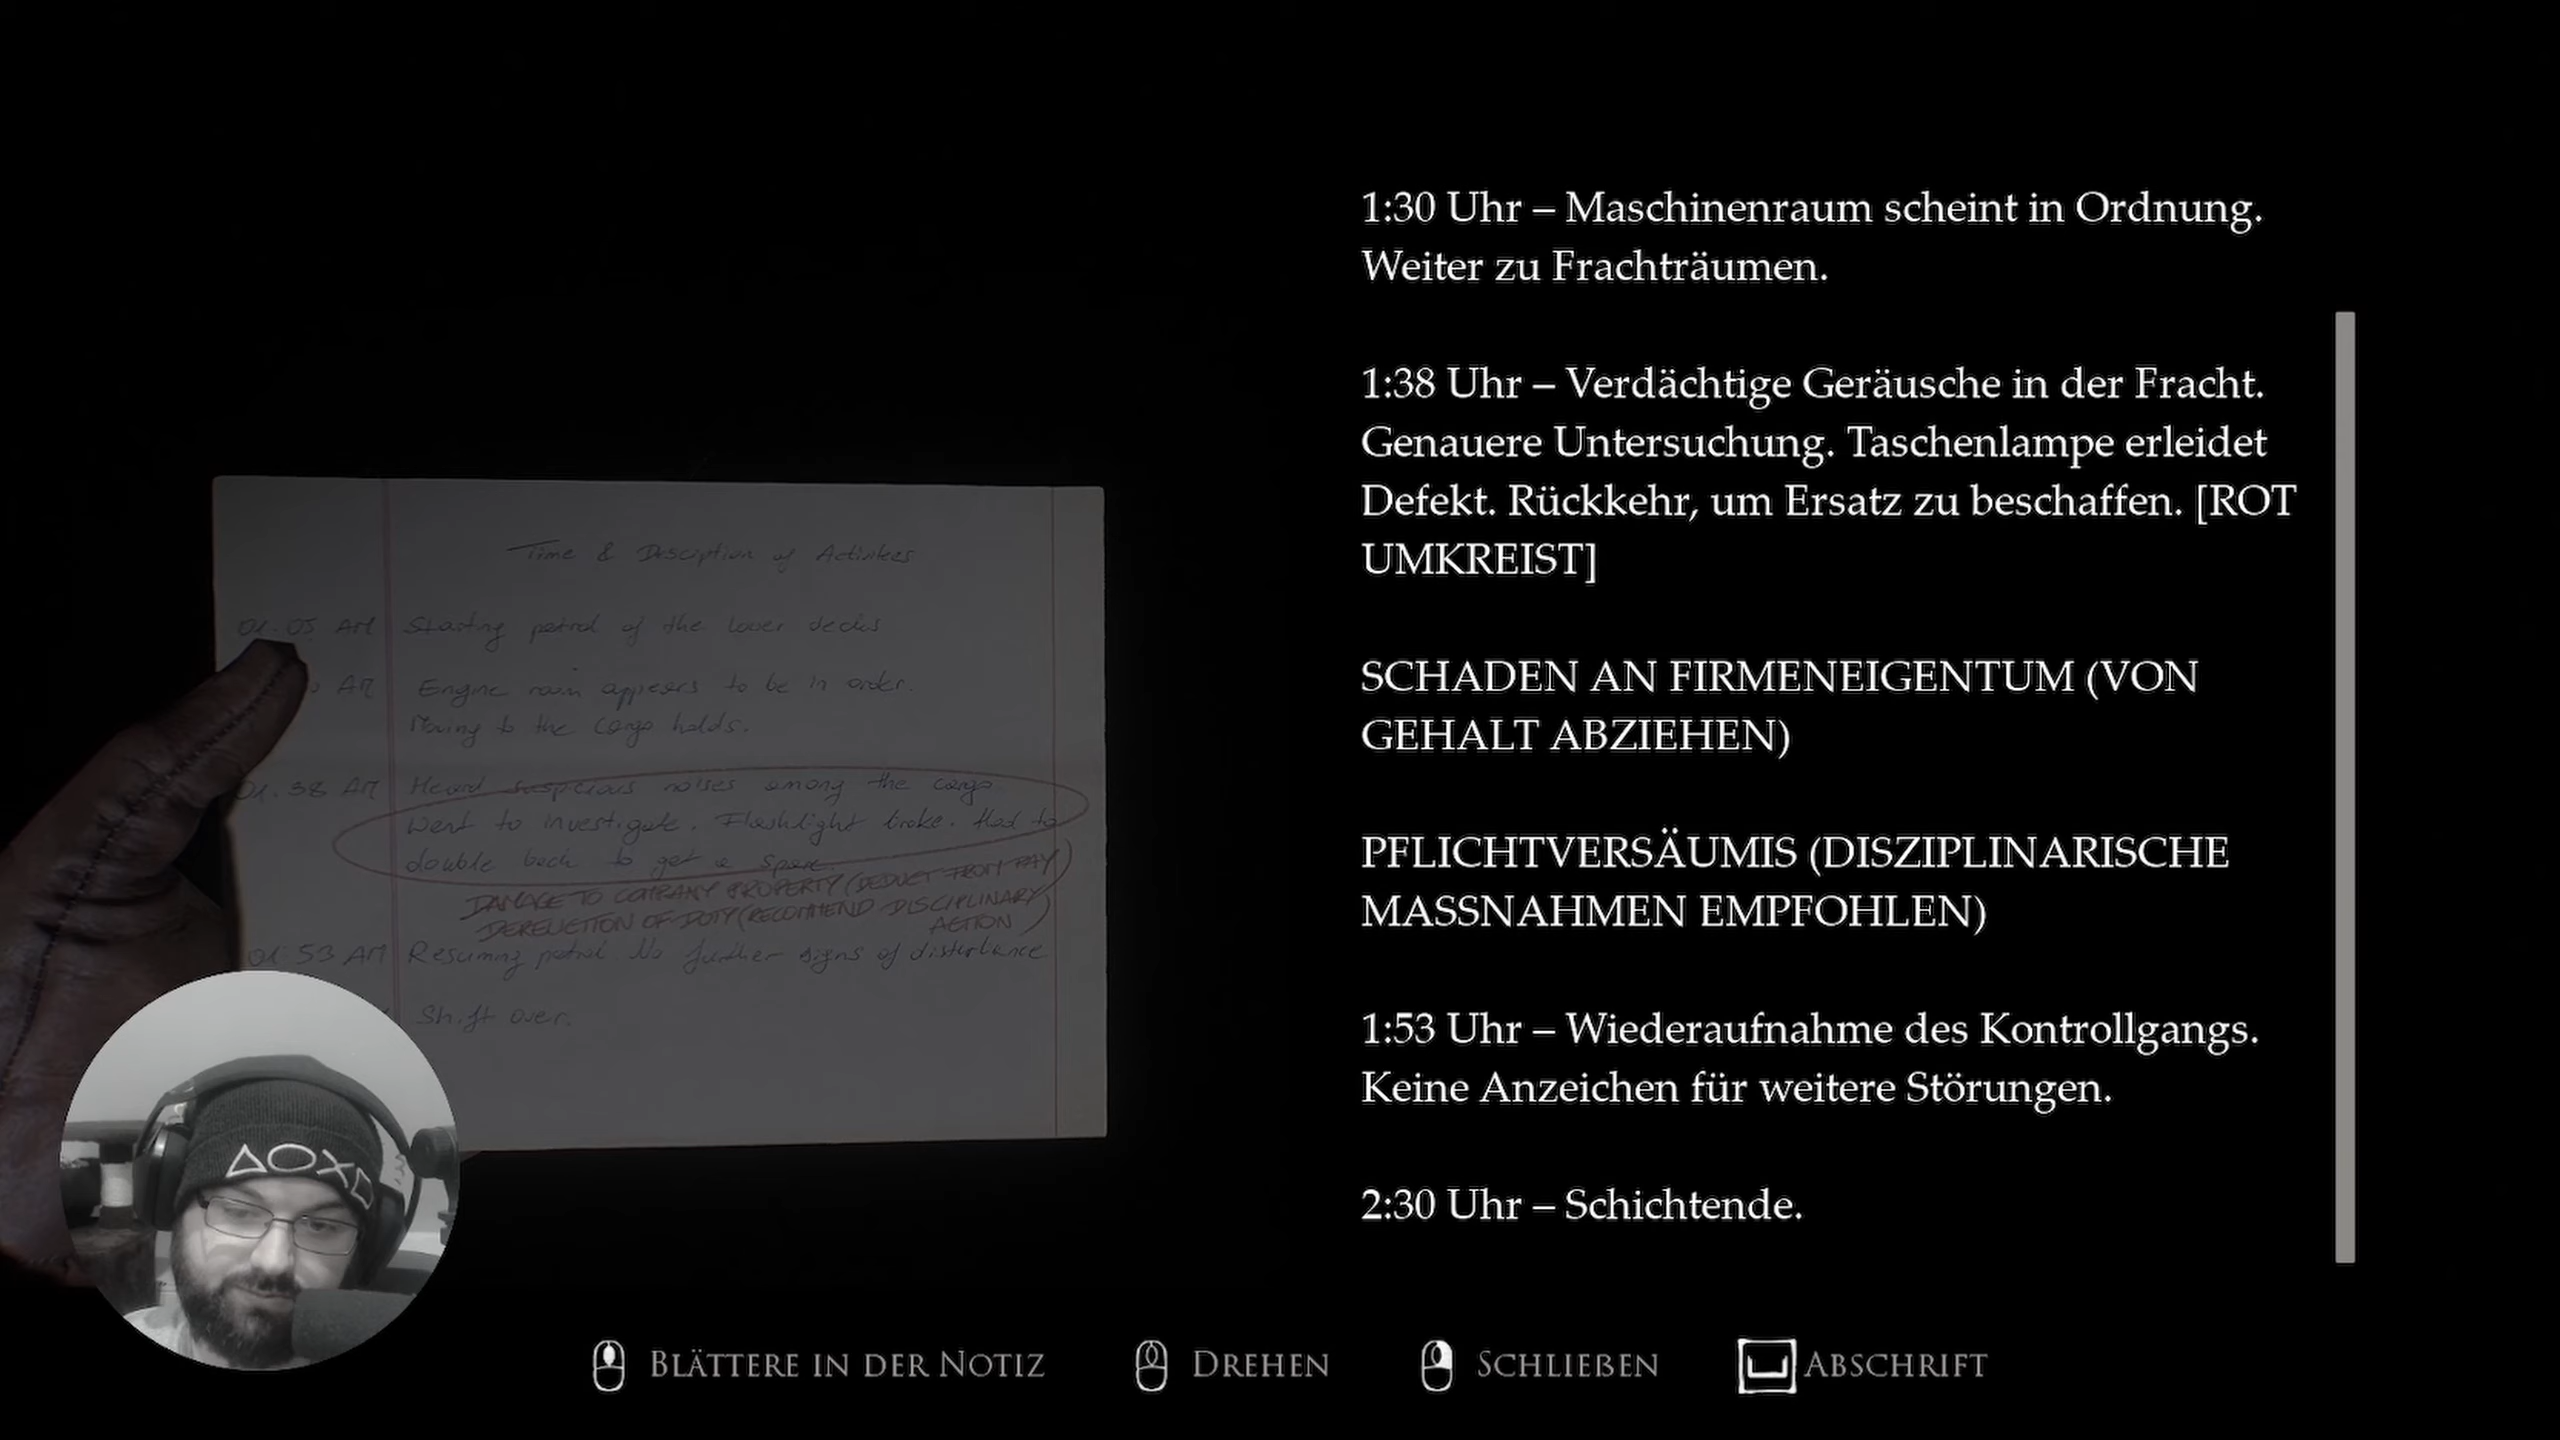 Time & Description of Activities
01.05 AM Starting patrol of the lower decks
AM Engine room appears to be in order.
Moving to the cargo holds.
01.38 AM Heard suspicious noises among the cargo
Went to investigate. Flashlight broke. Had to
double back to get a spare
DAMAGE TO COMPANY PROPERTY (DEDUCT FROM PAY)
DERELICTION OF DUTY (RECOMMEND DISCIPLINARY
ACTION)
01:53 AM Resuming patrol. No further signs of disturbance
Shift over.
1:30 Uhr – Maschinenraum scheint in Ordnung.
Weiter zu Frachträumen.
1:38 Uhr – Verdächtige Geräusche in der Fracht.
Genauere Untersuchung. Taschenlampe erleidet
Defekt. Rückkehr, um Ersatz zu beschaffen. [ROT
UMKREIST]
SCHADEN AN FIRMENEIGENTUM (VON
GEHALT ABZIEHEN)
PFLICHTVERSÄUMIS (DISZIPLINARISCHE
MASSNAHMEN EMPFOHLEN)
1:53 Uhr – Wiederaufnahme des Kontrollgangs.
Keine Anzeichen für weitere Störungen.
2:30 Uhr – Schichtende.
BLÄTTERE IN DER NOTIZ DREHEN SCHLIEẞEN ABSCHRIFT